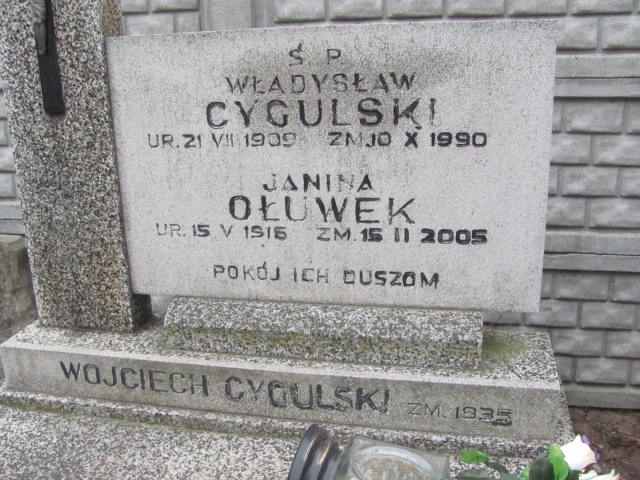 Ś. P.
WŁADYSŁAW
CYGULSKI
UR. 21 VII 1909 ZM. 10 X 1990
JANINA
OŁUWEK
UR. 15 V 1916 ZM. 15 II 2005
POKÓJ ICH DUSZOM
WOJCIECH CYGULSKI ZM. 1935